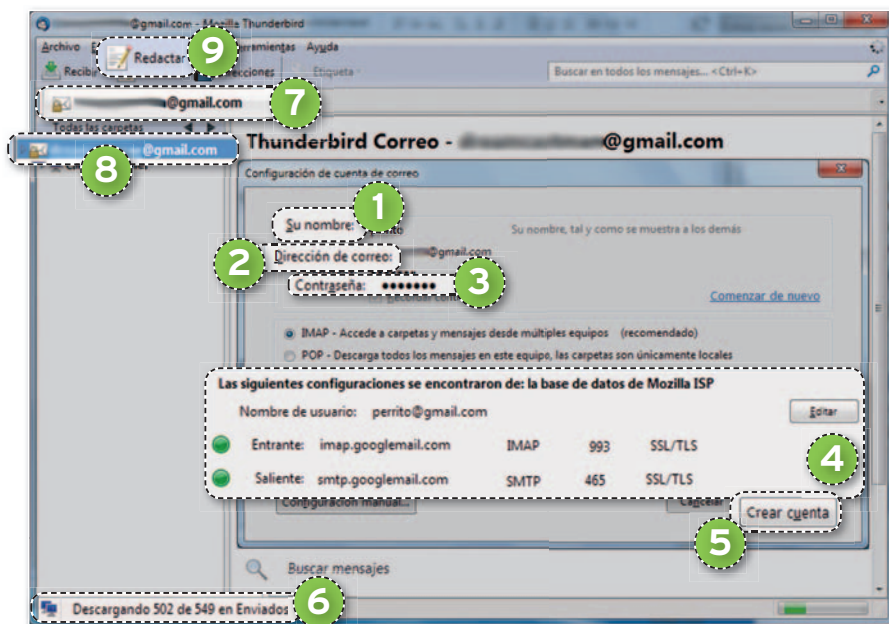 @gmail.com - Mozilla Thunderbird
Archivo
Ayuda
Redactar
9
Recibir
Etiqueta
Buscar en todos los mensajes... <Ctrl+K>
@gmail.com
7
Todas las carpetas
Thunderbird Correo - @gmail.com
@gmail.com
8
Configuración de cuenta de correo
1
Su nombre:
Su nombre, tal y como se muestra a los demás
2
Dirección de correo:
@gmail.com
Contraseña:
3
Comenzar de nuevo
IMAP - Accede a carpetas y mensajes desde múltiples equipos (recomendado)
POP - Descarga todos los mensajes en este equipo, las carpetas son únicamente locales
Las siguientes configuraciones se encontraron de: la base de datos de Mozilla ISP
Nombre de usuario: perrito@gmail.com
Editar
Entrante: imap.googlemail.com IMAP 993 SSL/TLS
4
Saliente: smtp.googlemail.com SMTP 465 SSL/TLS
Configuración manual...
Cancelar
Crear cuenta
5
Buscar mensajes
Descargando 502 de 549 en Enviados
6